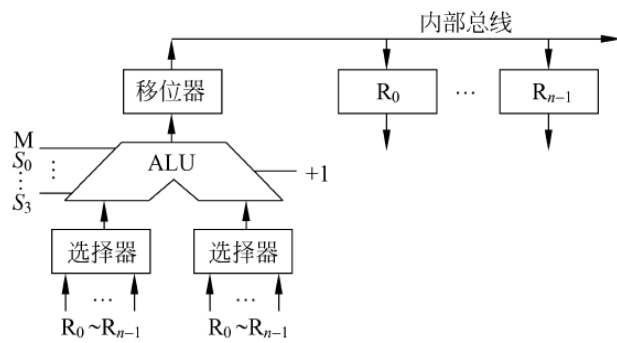 内部总线
移位器
R₀ … Rₙ₋₁
M
S₀
⋮ ⋮
S₃
ALU
+1
选择器 选择器
… …
R₀ ~ Rₙ₋₁ R₀ ~ Rₙ₋₁